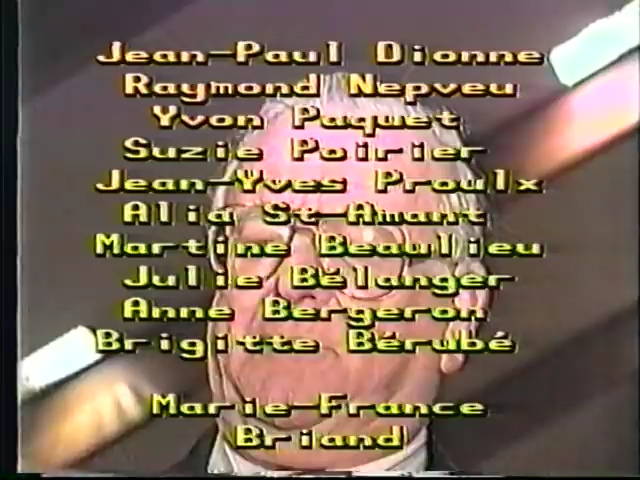 Jean-Paul Dionne
Raymond Nepveu
Yvon Paquet
Suzie Poirier
Jean-Yves Proulx
Alia St-Amant
Martine Beaulieu
Julie Bélanger
Anne Bergeron
Brigitte Bérubé
Marie-France
Briand